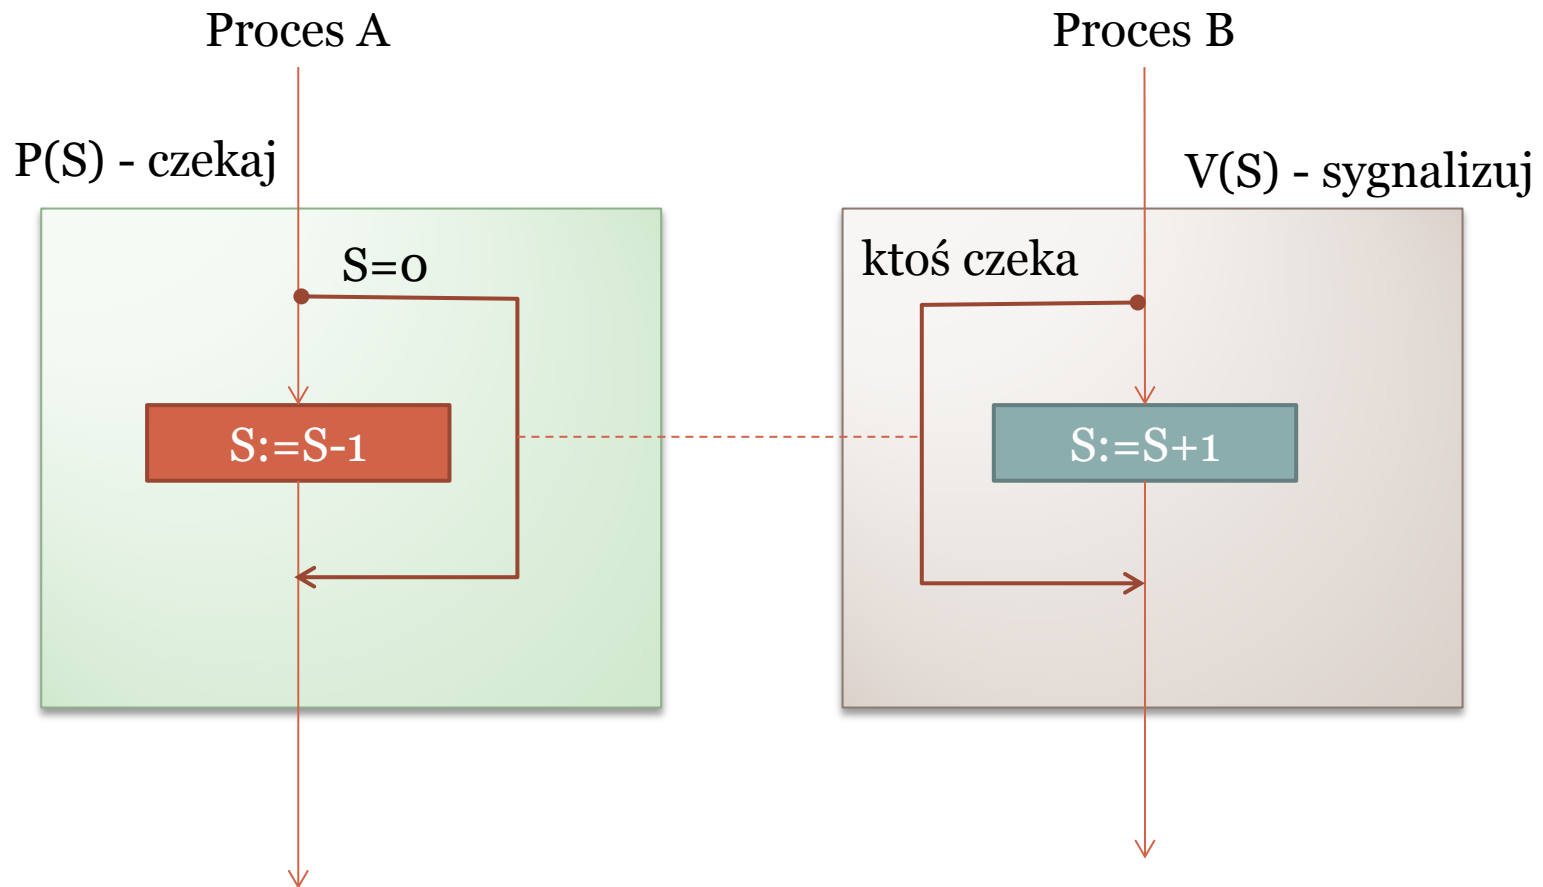 Proces A
Proces B
P(S) - czekaj
V(S) - sygnalizuj
S=0
ktoś czeka
S:=S-1
S:=S+1